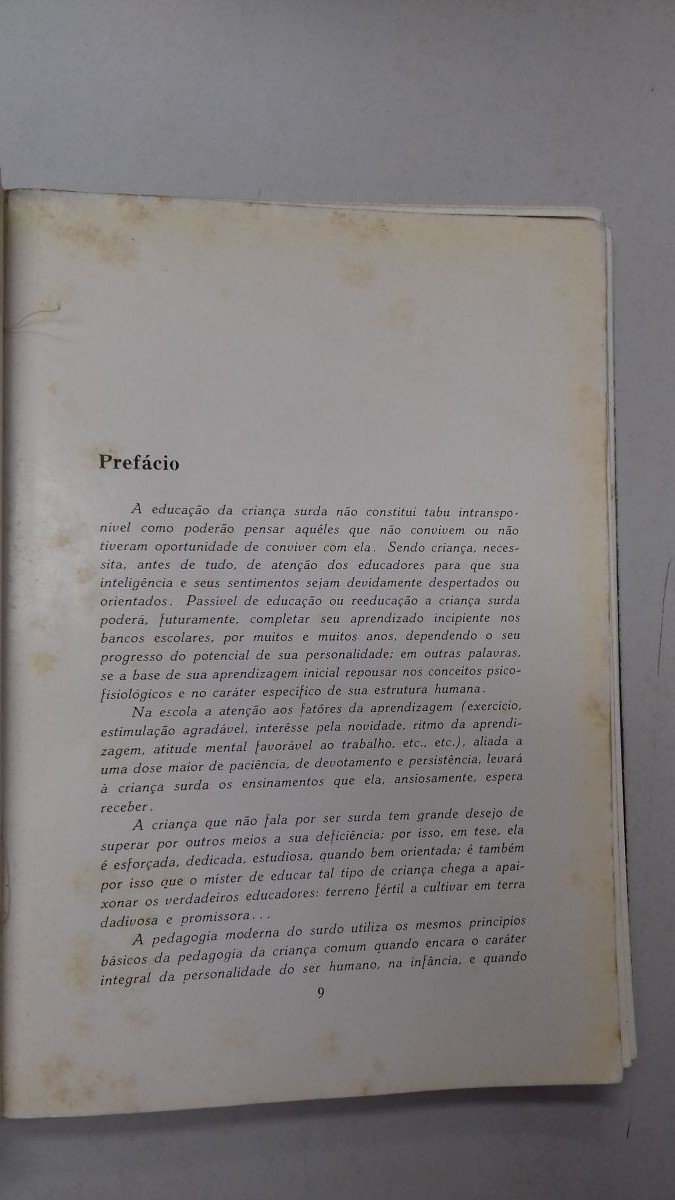 Prefácio
A educação da criança surda não constitui tabu intranspo-
nível como poderão pensar aquêles que não convivem ou não
tiveram oportunidade de conviver com ela. Sendo criança, neces-
sita, antes de tudo, de atenção dos educadores para que sua
inteligência e seus sentimentos sejam devidamente despertados ou
orientados. Passível de educação ou reeducação a criança surda
poderá, futuramente, completar seu aprendizado incipiente nos
bancos escolares, por muitos e muitos anos, dependendo o seu
progresso do potencial de sua personalidade; em outras palavras,
se a base de sua aprendizagem inicial repousar nos conceitos psico-
fisiológicos e no caráter específico de sua estrutura humana.
Na escola a atenção aos fatôres da aprendizagem (exercício,
estimulação agradável, interêsse pela novidade, ritmo da aprendi-
zagem, atitude mental favorável ao trabalho, etc., etc.), aliada a
uma dose maior de paciência, de devotamento e persistência, levará
à criança surda os ensinamentos que ela, ansiosamente, espera
receber.
A criança que não fala por ser surda tem grande desejo de
superar por outros meios a sua deficiência; por isso, em tese, ela
é esforçada, dedicada, estudiosa, quando bem orientada; é também
por isso que o mister de educar tal tipo de criança chega a apai-
xonar os verdadeiros educadores: terreno fértil a cultivar em terra
dadivosa e promissora...
A pedagogia moderna do surdo utiliza os mesmos princípios
básicos da pedagogia da criança comum quando encara o caráter
integral da personalidade do ser humano, na infância, e quando
9